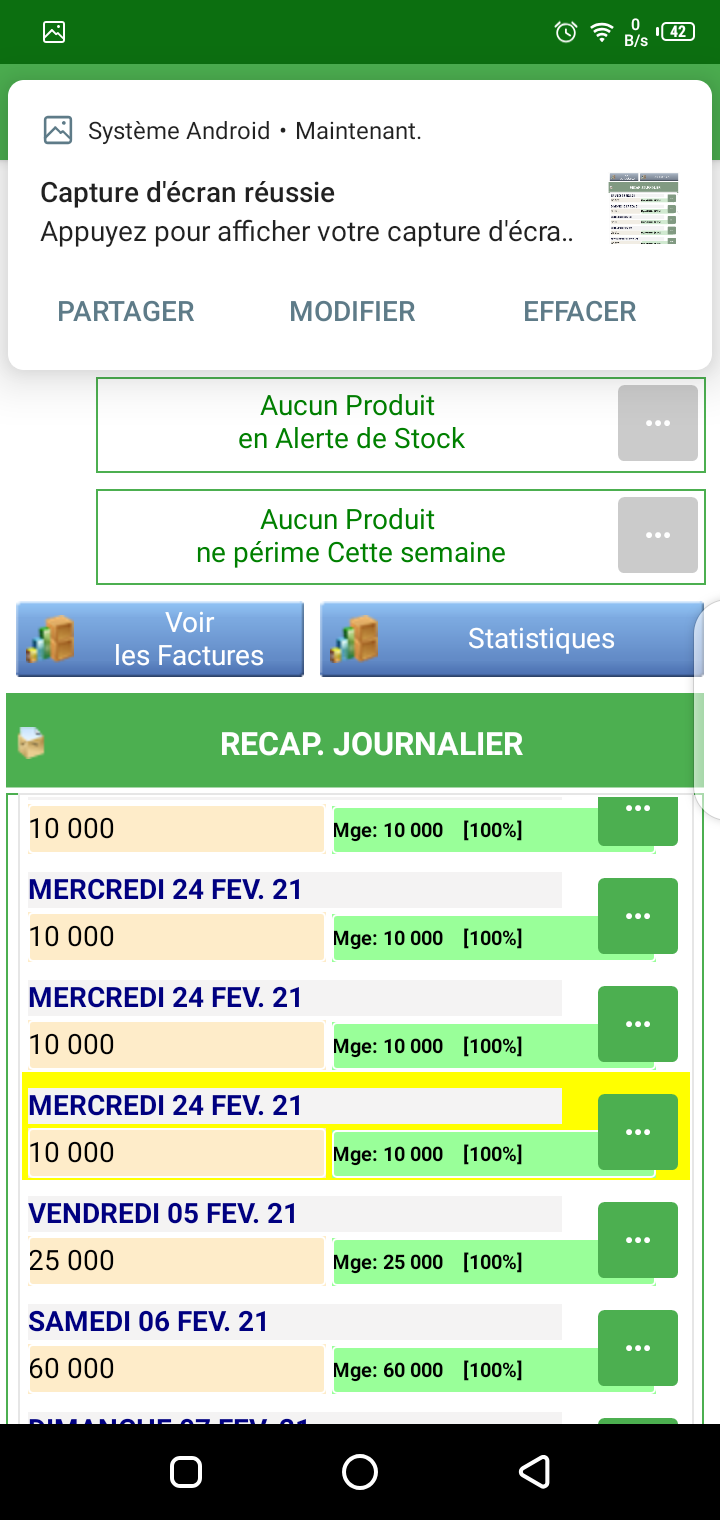 0
B/s
42
Système Android • Maintenant.
Capture d'écran réussie
Appuyez pour afficher votre capture d'écra..
PARTAGER MODIFIER EFFACER
Aucun Produit
en Alerte de Stock
...
Aucun Produit
ne périme Cette semaine
...
Voir
les Factures
Statistiques
RECAP. JOURNALIER
10 000 Mge: 10 000 [100%] ...
MERCREDI 24 FEV. 21
10 000 Mge: 10 000 [100%] ...
MERCREDI 24 FEV. 21
10 000 Mge: 10 000 [100%] ...
MERCREDI 24 FEV. 21
10 000 Mge: 10 000 [100%] ...
VENDREDI 05 FEV. 21
25 000 Mge: 25 000 [100%] ...
SAMEDI 06 FEV. 21
60 000 Mge: 60 000 [100%] ...
DIMANCHE 07 FEV. 21